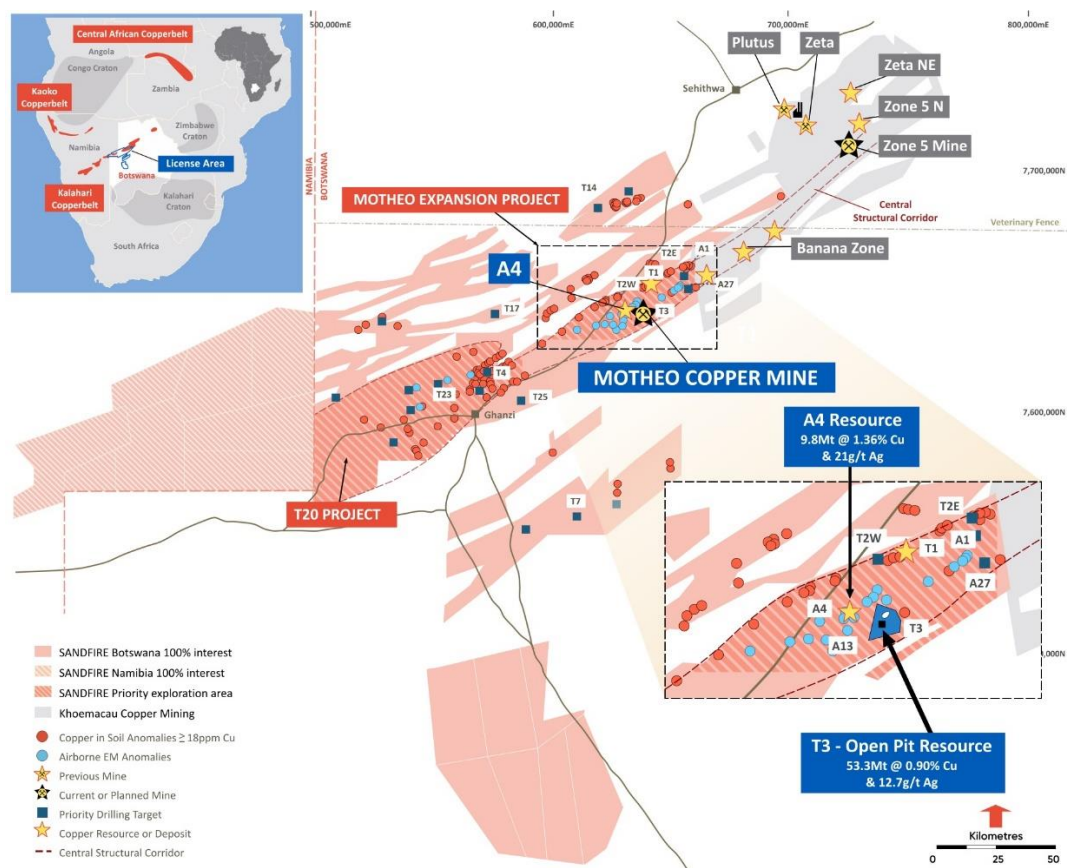 500,000mE
600,000mE
700,000mE
800,000mE
Central African Copperbelt
Angola
Congo Craton
Zambia
Kaoko
Copperbelt
Zimbabwe
Craton
Namibia
License Area
Botswana
Kalahari
Copperbelt
Kalahari
Craton
South Africa
NAMIBIA
BOTSWANA
Plutus
Zeta
Sehithwa
Zeta NE
Zone 5 N
Zone 5 Mine
7,700,000mN
T14
MOTHEO EXPANSION PROJECT
Central
Structural Corridor
Veterinary Fence
Banana Zone
A4
T2E
A1
T1
T2W
A27
T3
T17
MOTHEO COPPER MINE
T4
T23
T25
Ghanzi
7,600,000mN
A4 Resource
9.8Mt @ 1.36% Cu
& 21g/t Ag
T20 PROJECT
T7
T2E
T2W
T1
A1
A27
A4
T3
A13
,000mN
SANDFIRE Botswana 100% interest
SANDFIRE Namibia 100% interest
SANDFIRE Priority exploration area
Khoemacau Copper Mining
Copper in Soil Anomalies ≥ 18ppm Cu
Airborne EM Anomalies
Previous Mine
Current or Planned Mine
Priority Drilling Target
Copper Resource or Deposit
Central Structural Corridor
T3 - Open Pit Resource
53.3Mt @ 0.90% Cu
& 12.7g/t Ag
Kilometres
0 25 50